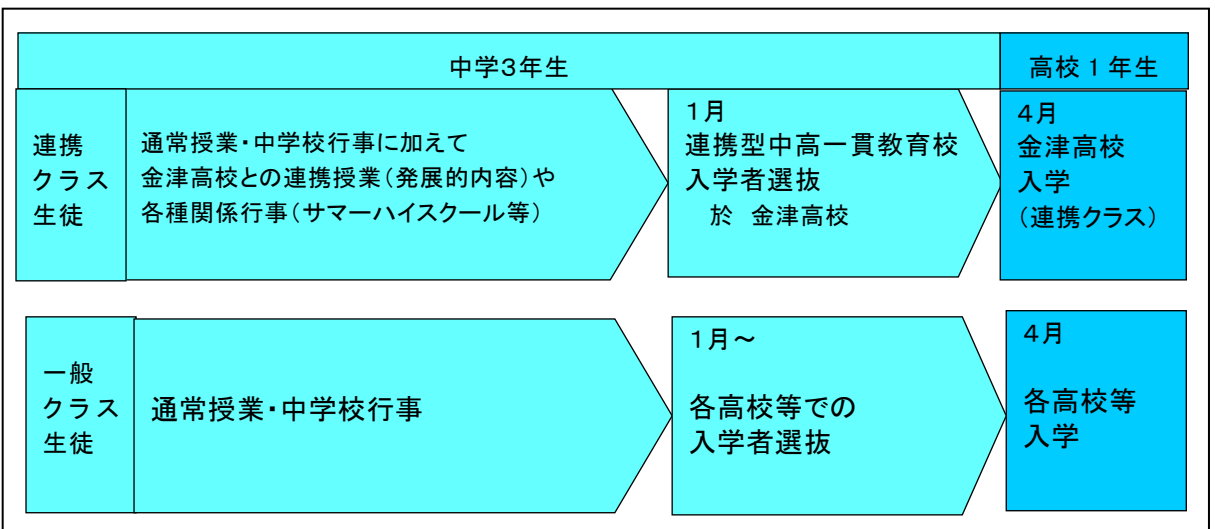 中学3年生
高校1年生
連携
クラス
生徒
通常授業・中学校行事に加えて
金津高校との連携授業(発展的内容)や
各種関係行事(サマーハイスクール等)
1月
連携型中高一貫教育校
入学者選抜
於 金津高校
4月
金津高校
入学
(連携クラス)
一般
クラス
生徒
通常授業・中学校行事
1月～
各高校等での
入学者選抜
4月
各高校等
入学